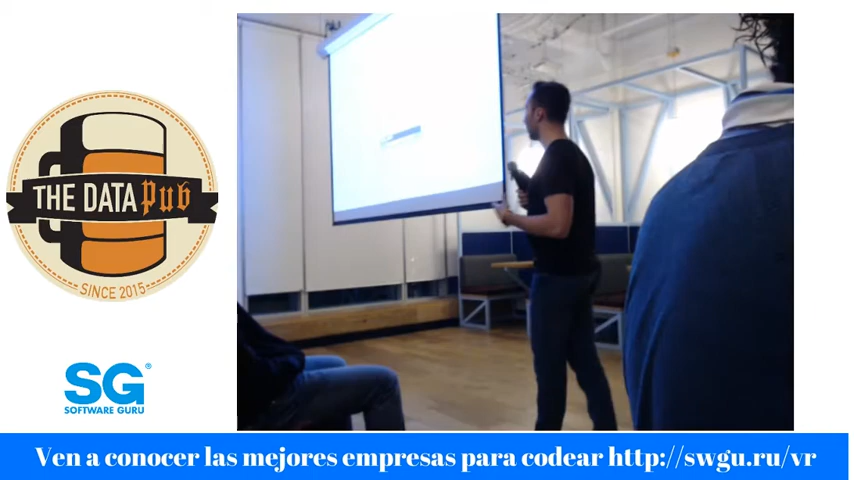 THE DATA Pub
SINCE 2015
SG®
SOFTWARE GURU
Ven a conocer las mejores empresas para codear http://swgu.ru/vr